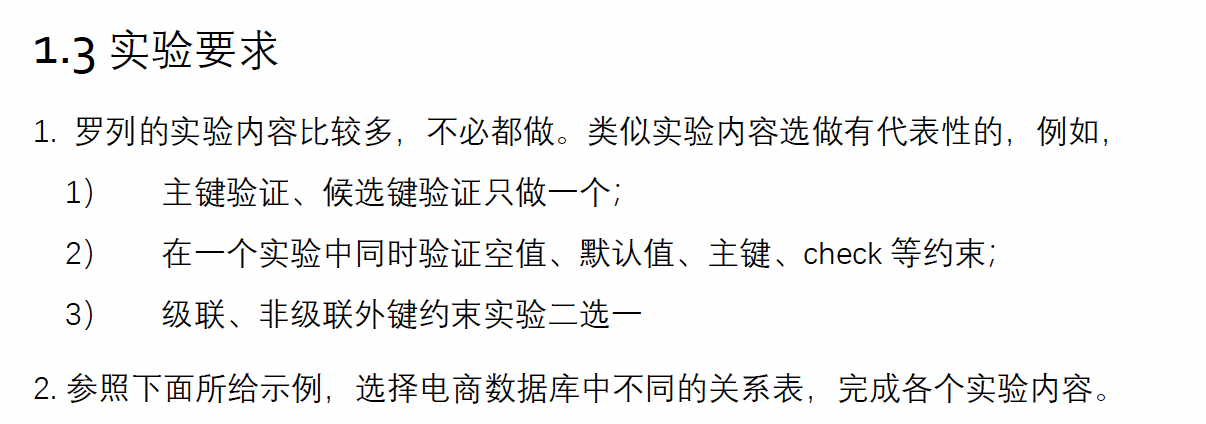 1.3 实验要求
1. 罗列的实验内容比较多，不必都做。类似实验内容选做有代表性的，例如，
1） 主键验证、候选键验证只做一个；
2） 在一个实验中同时验证空值、默认值、主键、check 等约束；
3） 级联、非级联外键约束实验二选一
2. 参照下面所给示例，选择电商数据库中不同的关系表，完成各个实验内容。